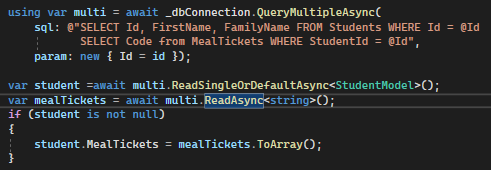 using var multi = await _dbConnection.QueryMultipleAsync(
    sql: @"SELECT Id, FirstName, FamilyName FROM Students WHERE Id = @Id
          SELECT Code from MealTickets WHERE StudentId = @Id",
    param: new { Id = id });

var student =await multi.ReadSingleOrDefaultAsync<StudentModel>();
var mealTickets = await multi.ReadAsync<string>();
if (student is not null)
{
    student.MealTickets = mealTickets.ToArray();
}